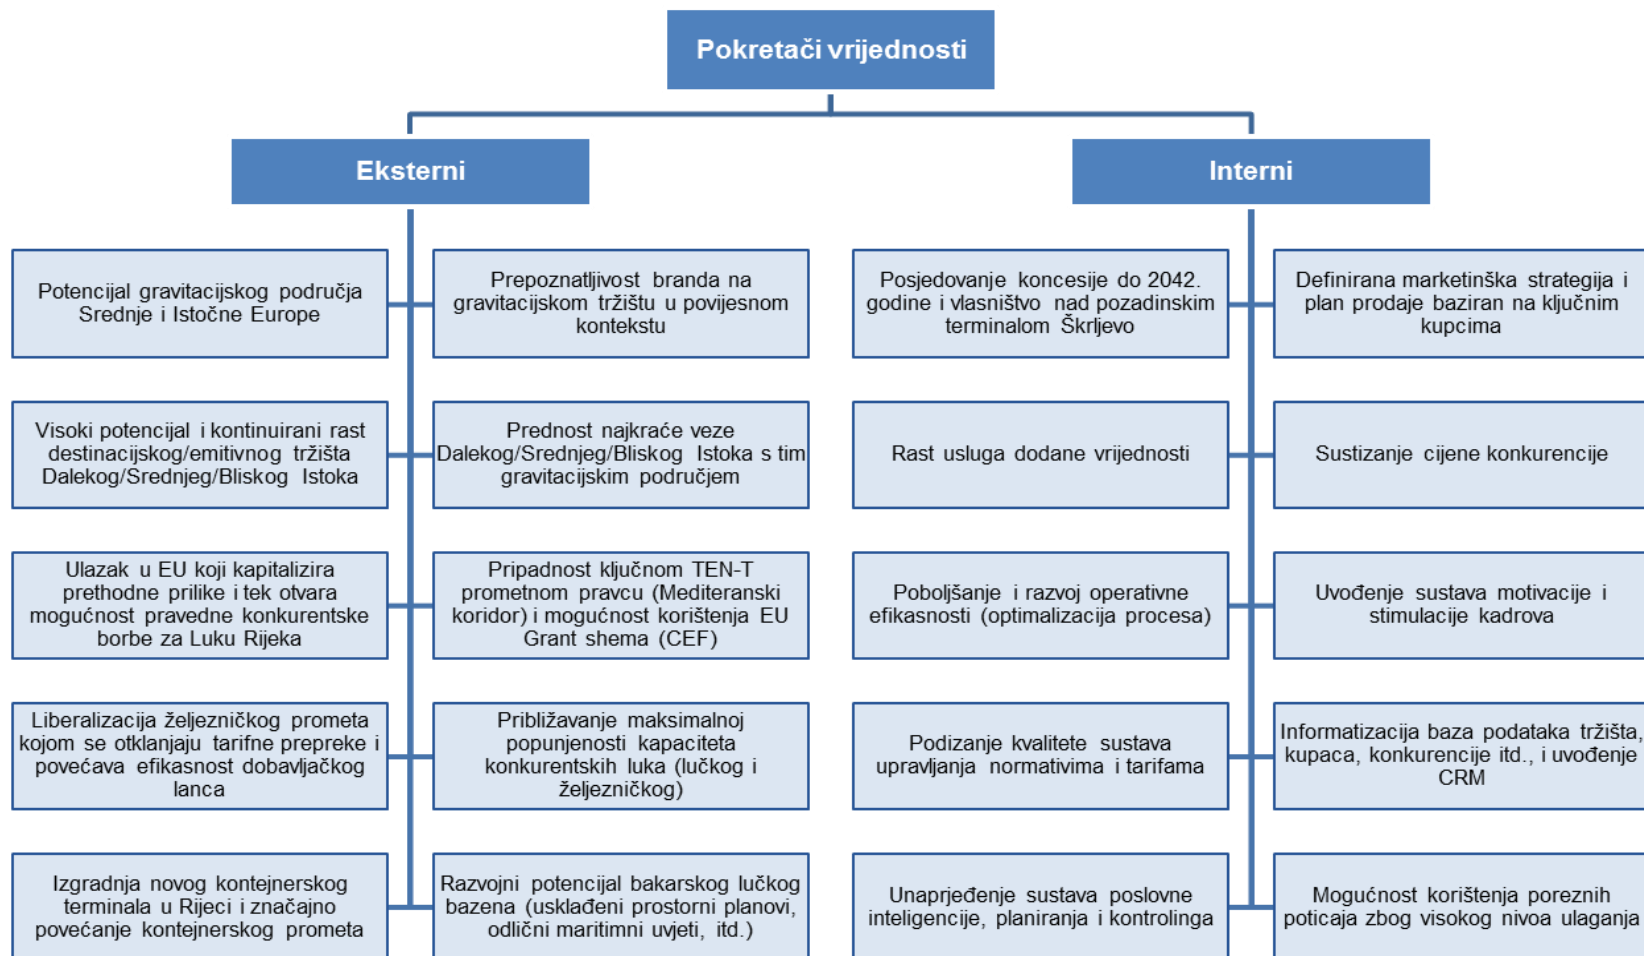 Pokretači vrijednosti
Eksterni
Interni
Potencijal gravitacijskog područja
Srednje i Istočne Europe
Prepoznatljivost branda na
gravitacijskom tržištu u povijesnom
kontekstu
Posjedovanje koncesije do 2042.
godine i vlasništvo nad pozadinskim
terminalom Škrljevo
Definirana marketinška strategija i
plan prodaje baziran na ključnim
kupcima
Visoki potencijal i kontinuirani rast
destinacijskog/emitivnog tržišta
Dalekog/Srednjeg/Bliskog Istoka
Prednost najkraće veze
Dalekog/Srednjeg/Bliskog Istoka s tim
gravitacijskim područjem
Rast usluga dodane vrijednosti
Sustizanje cijene konkurencije
Ulazak u EU koji kapitalizira
prethodne prilike i tek otvara
mogućnost pravedne konkurentske
borbe za Luku Rijeka
Pripadnost ključnom TEN-T
prometnom pravcu (Mediteranski
koridor) i mogućnost korištenja EU
Grant shema (CEF)
Poboljšanje i razvoj operativne
efikasnosti (optimalizacija procesa)
Uvođenje sustava motivacije i
stimulacije kadrova
Liberalizacija željezničkog prometa
kojom se otklanjaju tarifne prepreke i
povećava efikasnost dobavljačkog
lanca
Približavanje maksimalnoj
popunjenosti kapaciteta
konkurentskih luka (lučkog i
željezničkog)
Podizanje kvalitete sustava
upravljanja normativima i tarifama
Informatizacija baza podataka tržišta,
kupaca, konkurencije itd., i uvođenje
CRM
Izgradnja novog kontejnerskog
terminala u Rijeci i značajno
povećanje kontejnerskog prometa
Razvojni potencijal bakarskog lučkog
bazena (usklađeni prostorni planovi,
odlični maritimni uvjeti, itd.)
Unaprjeđenje sustava poslovne
inteligencije, planiranja i kontrolinga
Mogućnost korištenja poreznih
poticaja zbog visokog nivoa ulaganja